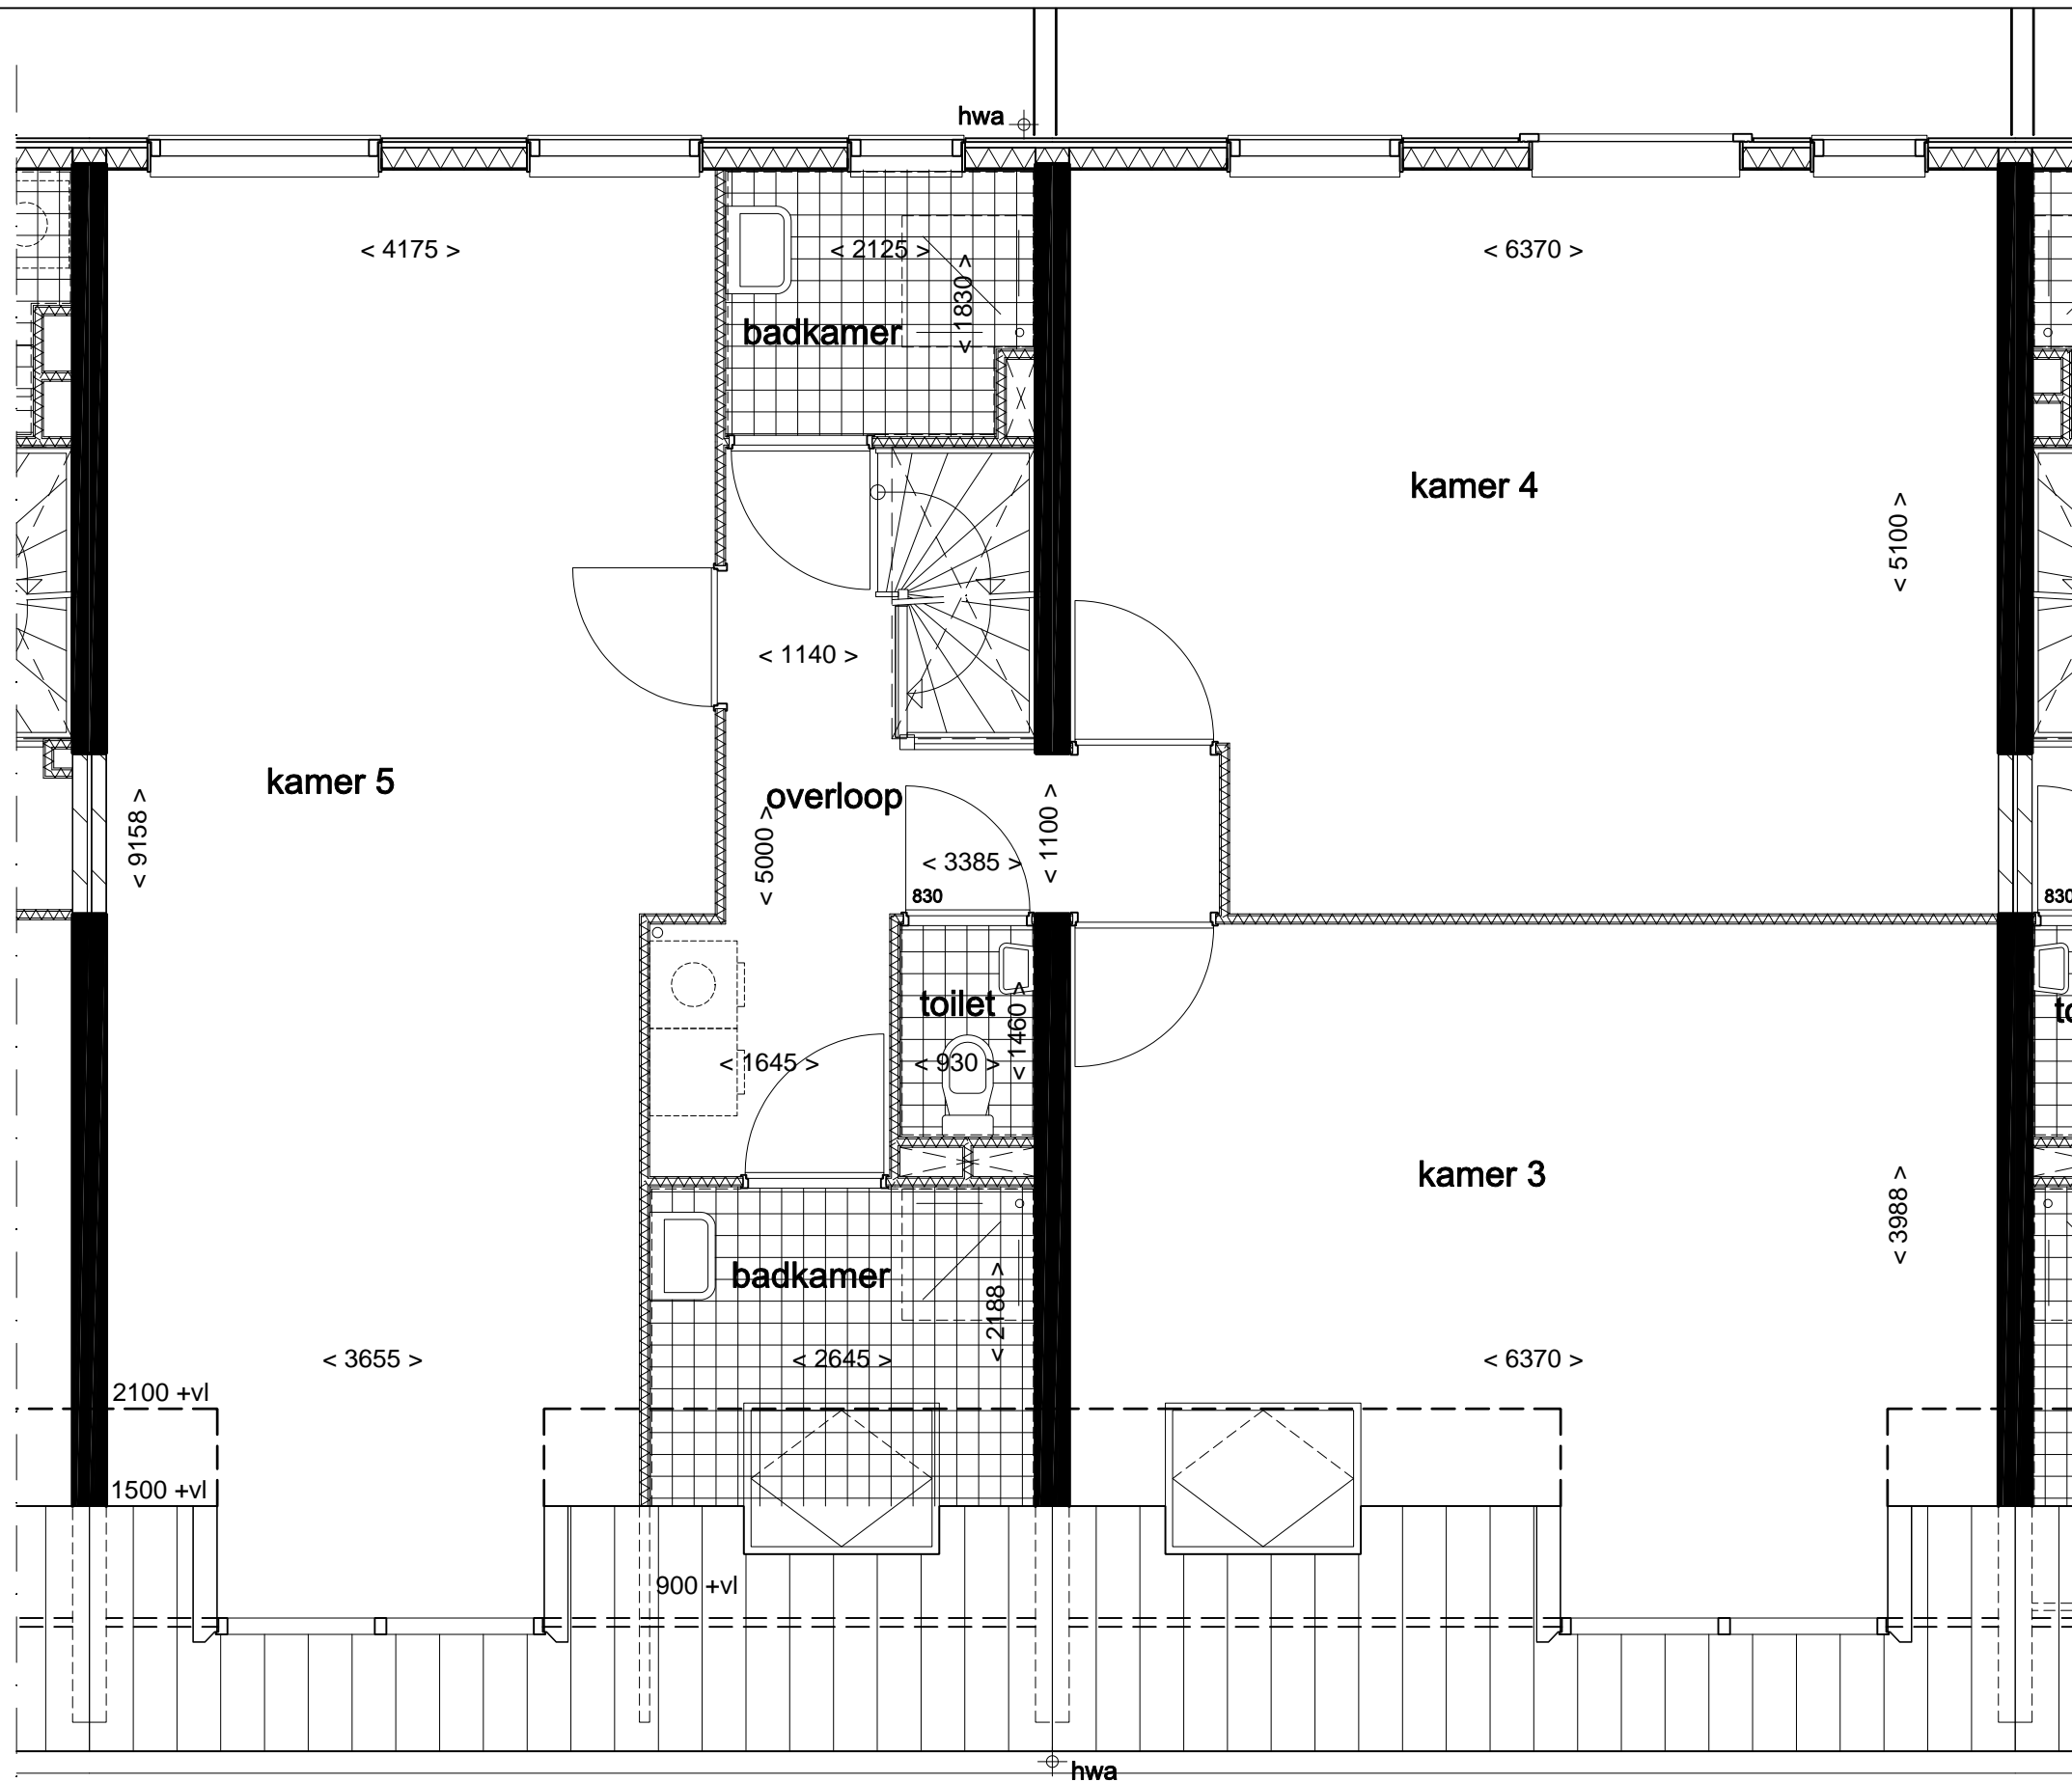 hwa
< 4175 >
< 2125 >
< 6370 >
< 1830 >
badkamer
kamer 4
< 5100 >
< 1140 >
kamer 5
overloop
< 9158 >
< 5000 >
< 1100 >
< 3385 >
830
830
toilet
< 1460 >
to
< 1645 >
< 930 >
kamer 3
< 3988 >
badkamer
< 2188 >
< 3655 >
< 2645 >
< 6370 >
2100 +vl
1500 +vl
900 +vl
hwa